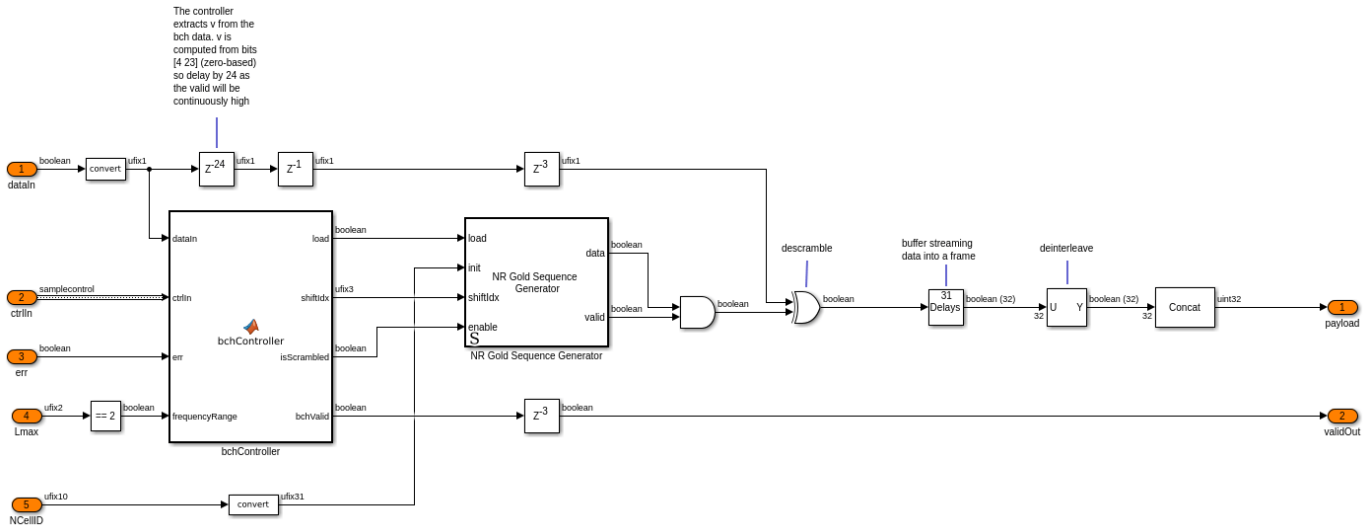 The controller
extracts v from the
bch data. v is
computed from bits
[4 23] (zero-based)
so delay by 24 as
the valid will be
continuously high
1
dataIn
boolean
convert
ufix1
Z-24
ufix1
Z-1
ufix1
Z-3
ufix1
2
ctrlIn
samplecontrol
3
err
boolean
4
Lmax
ufix2
== 2
boolean
5
NCellID
ufix10
convert
ufix31
dataIn
ctrlIn
err
frequencyRange
bchController
load
shiftIdx
isScrambled
bchValid
bchController
boolean
ufix3
boolean
boolean
load
init
shiftIdx
enable
S
NR Gold Sequence
Generator
data
valid
NR Gold Sequence Generator
boolean
boolean
boolean
descramble
boolean
buffer streaming
data into a frame
31
Delays
boolean (32)
32
deinterleave
U Y
boolean (32)
32
Concat
uint32
1
payload
Z-3
boolean
2
validOut